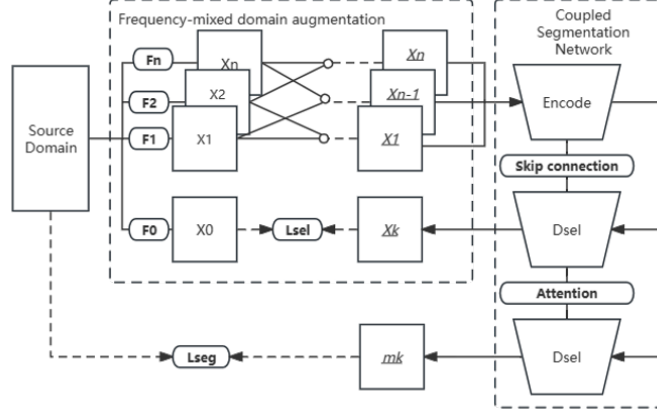 Frequency-mixed domain augmentation
Coupled
Segmentation
Network
Source
Domain
Fn
F2
F1
F0
Xn
X2
X1
X0
Xn
Xn-1
X1
Lsel
Xk
Encode
Skip connection
Dsel
Attention
Dsel
Lseg
mk